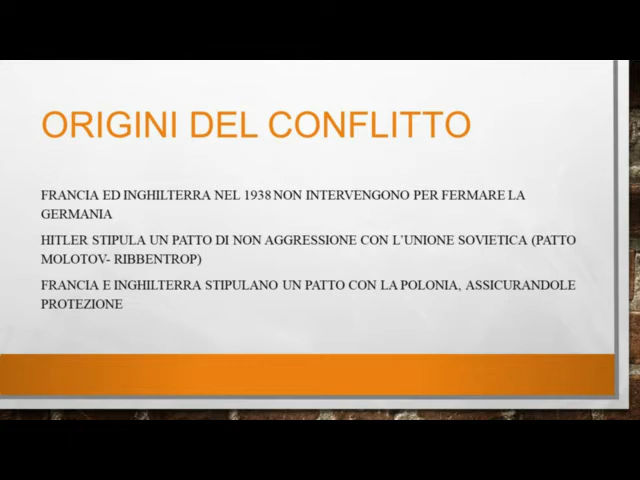 ORIGINI DEL CONFLITTO
FRANCIA ED INGHILTERRA NEL 1938 NON INTERVENGONO PER FERMARE LA
GERMANIA
HITLER STIPULA UN PATTO DI NON AGGRESSIONE CON L'UNIONE SOVIETICA (PATTO
MOLOTOV- RIBBENTROP)
FRANCIA E INGHILTERRA STIPULANO UN PATTO CON LA POLONIA, ASSICURANDOLE
PROTEZIONE